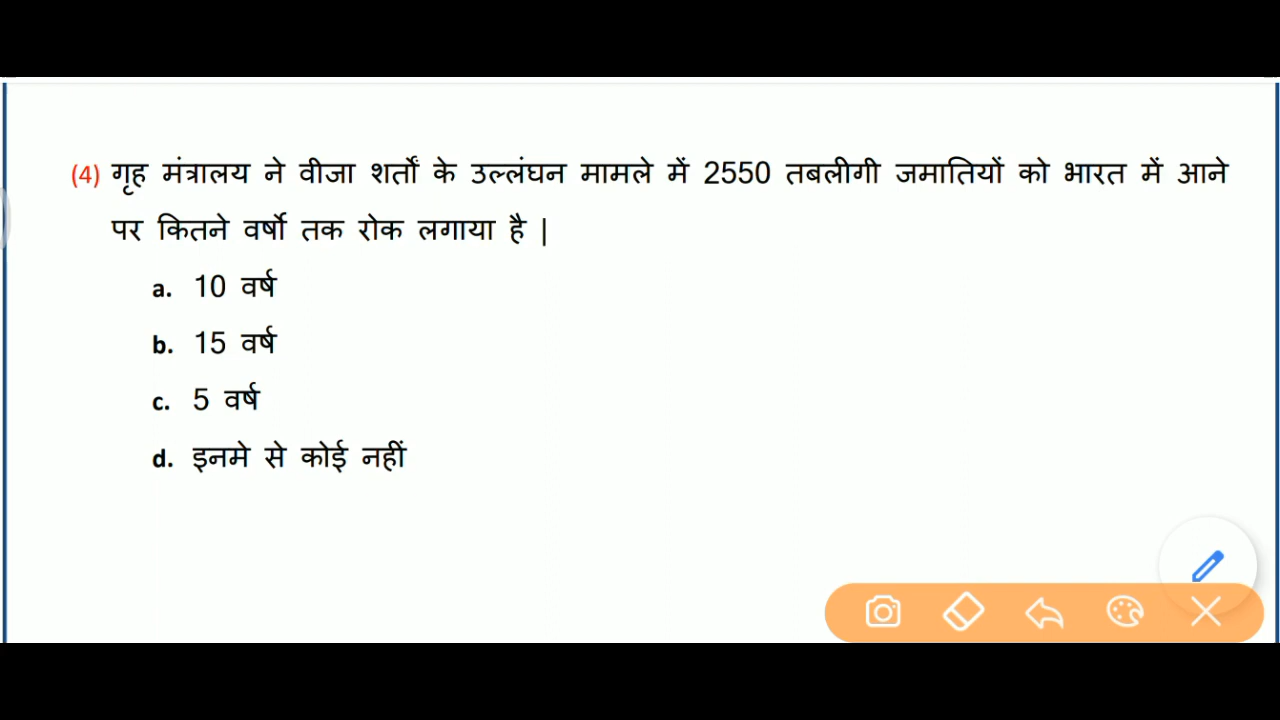 (4) गृह मंत्रालय ने वीजा शर्तों के उल्लंघन मामले में 2550 तबलीगी जमातियों को भारत में आने
पर कितने वर्षो तक रोक लगाया है |
a. 10 वर्ष
b. 15 वर्ष
c. 5 वर्ष
d. इनमे से कोई नहीं